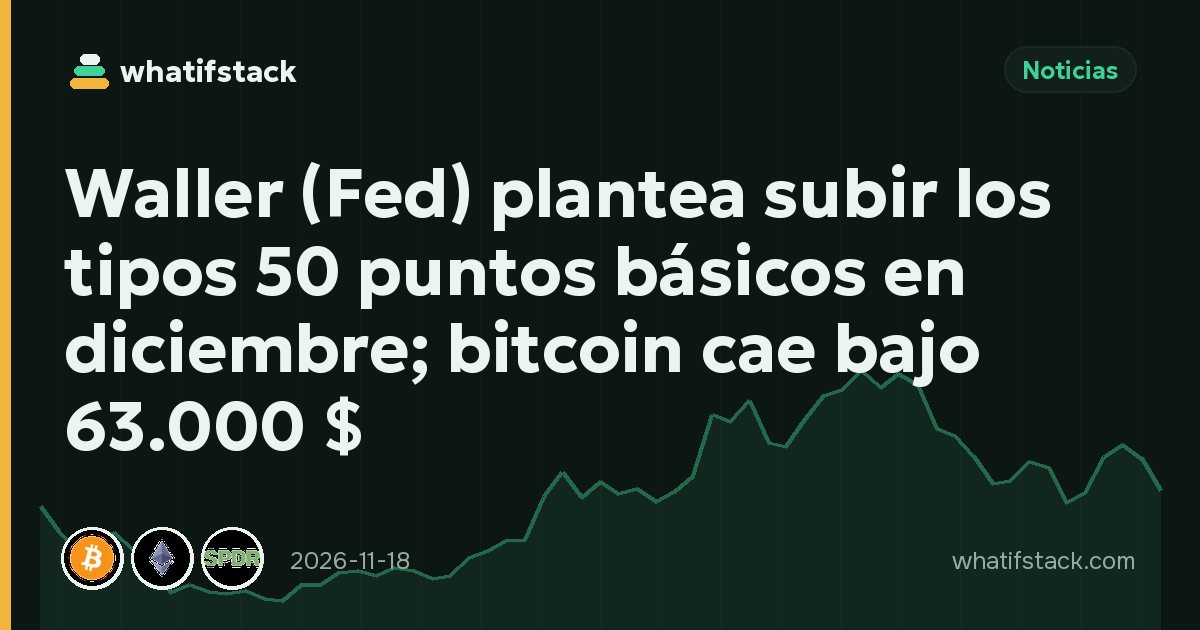 whatifstack
Noticias
Waller (Fed) plantea subir los
tipos 50 puntos básicos en
diciembre; bitcoin cae bajo
63.000 $
SPDR
2026-11-18
whatifstack.com